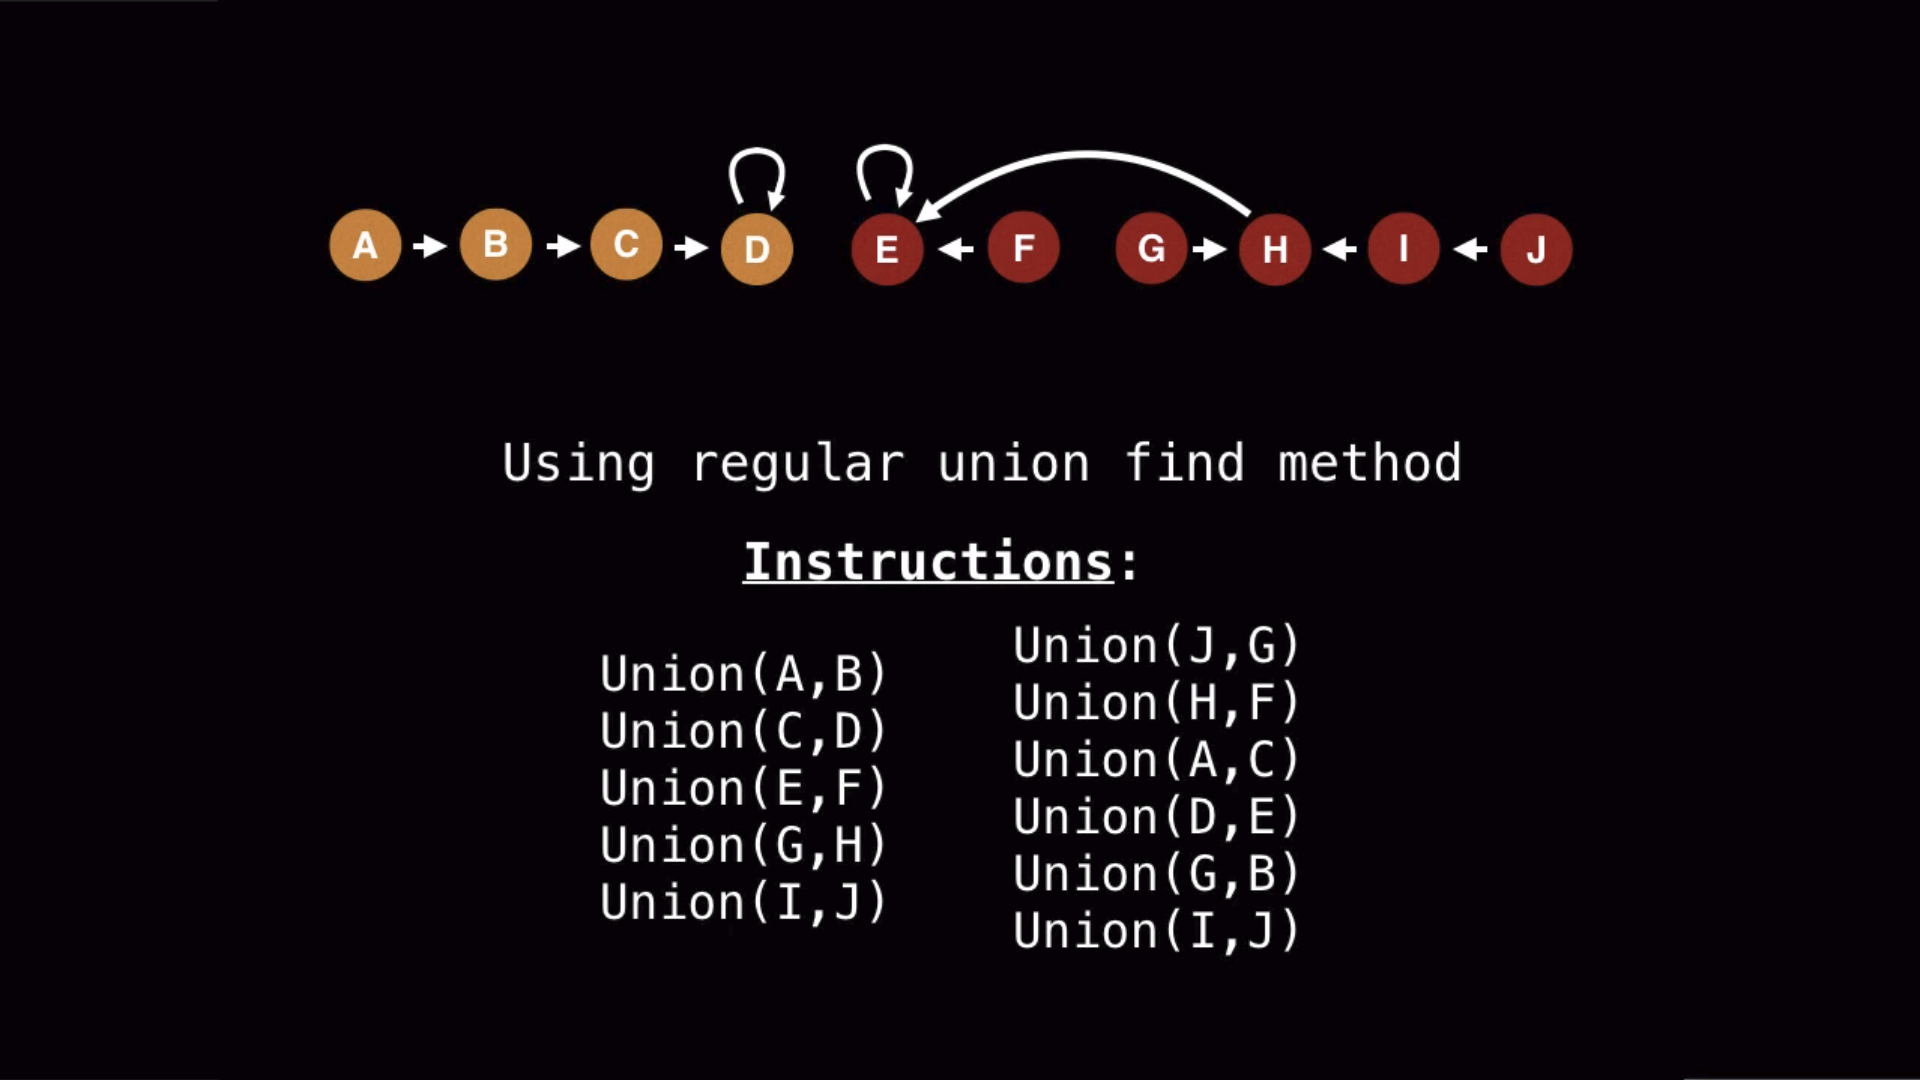 A B C D E F G H I J
Using regular union find method
Instructions:
Union(A,B)
Union(C,D)
Union(E,F)
Union(G,H)
Union(I,J)
Union(J,G)
Union(H,F)
Union(A,C)
Union(D,E)
Union(G,B)
Union(I,J)